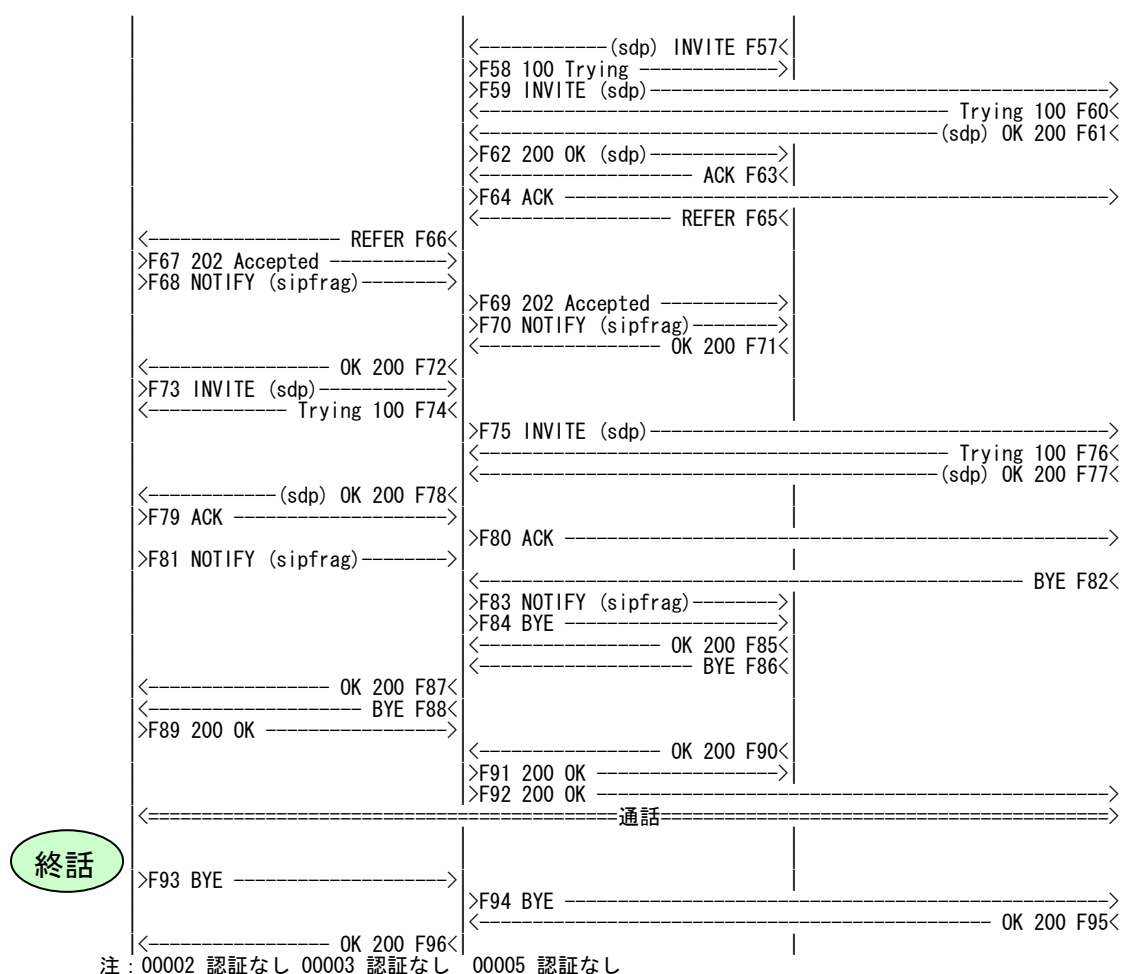 <------------(sdp) INVITE F57<
>F58 100 Trying ------------->
>F59 INVITE (sdp)------------------------------------------->
<-------------------------------------------- Trying 100 F60<
<-------------------------------------------(sdp) OK 200 F61<
>F62 200 OK (sdp)------------>
<-------------------- ACK F63<
>F64 ACK --------------------------------------------------->
<------------------ REFER F65<
<------------------ REFER F66<
>F67 202 Accepted ----------->
>F68 NOTIFY (sipfrag)-------->
>F69 202 Accepted ----------->
>F70 NOTIFY (sipfrag)-------->
<----------------- OK 200 F71<
<----------------- OK 200 F72<
>F73 INVITE (sdp)------------>
<------------- Trying 100 F74<
>F75 INVITE (sdp)------------------------------------------->
<-------------------------------------------- Trying 100 F76<
<-------------------------------------------(sdp) OK 200 F77<
<------------(sdp) OK 200 F78<
>F79 ACK -------------------->
>F80 ACK --------------------------------------------------->
>F81 NOTIFY (sipfrag)-------->
<--------------------------------------------------- BYE F82<
>F83 NOTIFY (sipfrag)-------->
>F84 BYE -------------------->
<----------------- OK 200 F85<
<-------------------- BYE F86<
<----------------- OK 200 F87<
<-------------------- BYE F88<
>F89 200 OK ----------------->
<----------------- OK 200 F90<
>F91 200 OK ----------------->
>F92 200 OK ------------------------------------------------>
<============================================通話==========================================>
終話
>F93 BYE -------------------->
>F94 BYE --------------------------------------------------->
<------------------------------------------------ OK 200 F95<
<----------------- OK 200 F96<
注：00002 認証なし 00003 認証なし 00005 認証なし